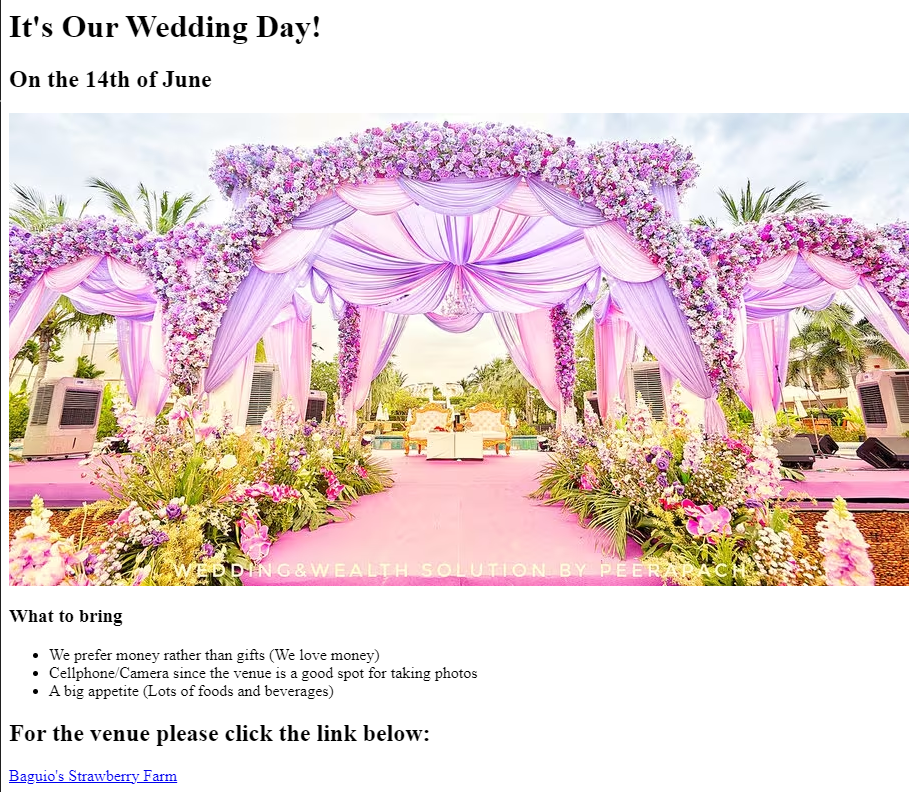 It's Our Wedding Day!
On the 14th of June
WEDDING&WEALTH SOLUTION BY PEERAPACH
What to bring
We prefer money rather than gifts (We love money)
Cellphone/Camera since the venue is a good spot for taking photos
A big appetite (Lots of foods and beverages)
For the venue please click the link below:
Baguio's Strawberry Farm